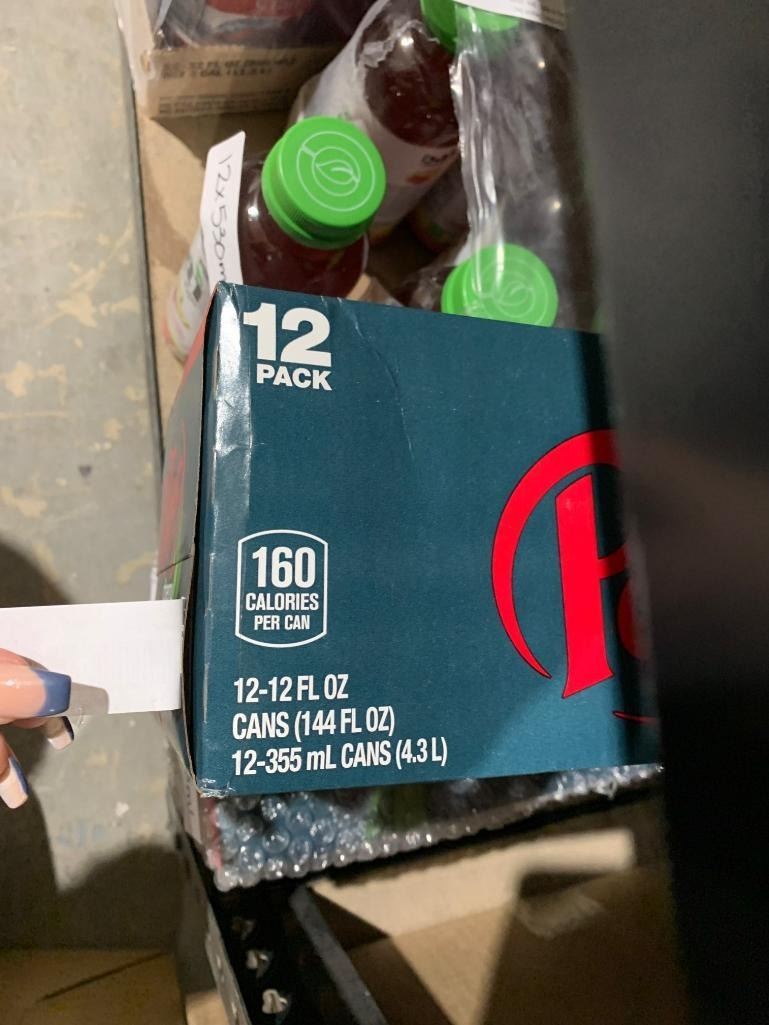 12x530m
12
PACK
160
CALORIES
PER CAN
12-12 FL OZ
CANS (144 FL OZ)
12-355 mL CANS (4.3 L)